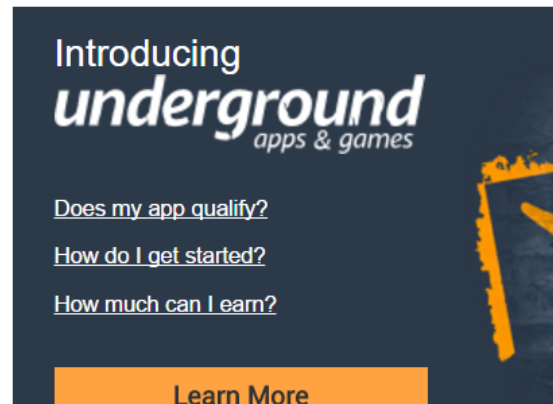 Introducing
underground
apps & games
Does my app qualify?
How do I get started?
How much can I earn?
Learn More